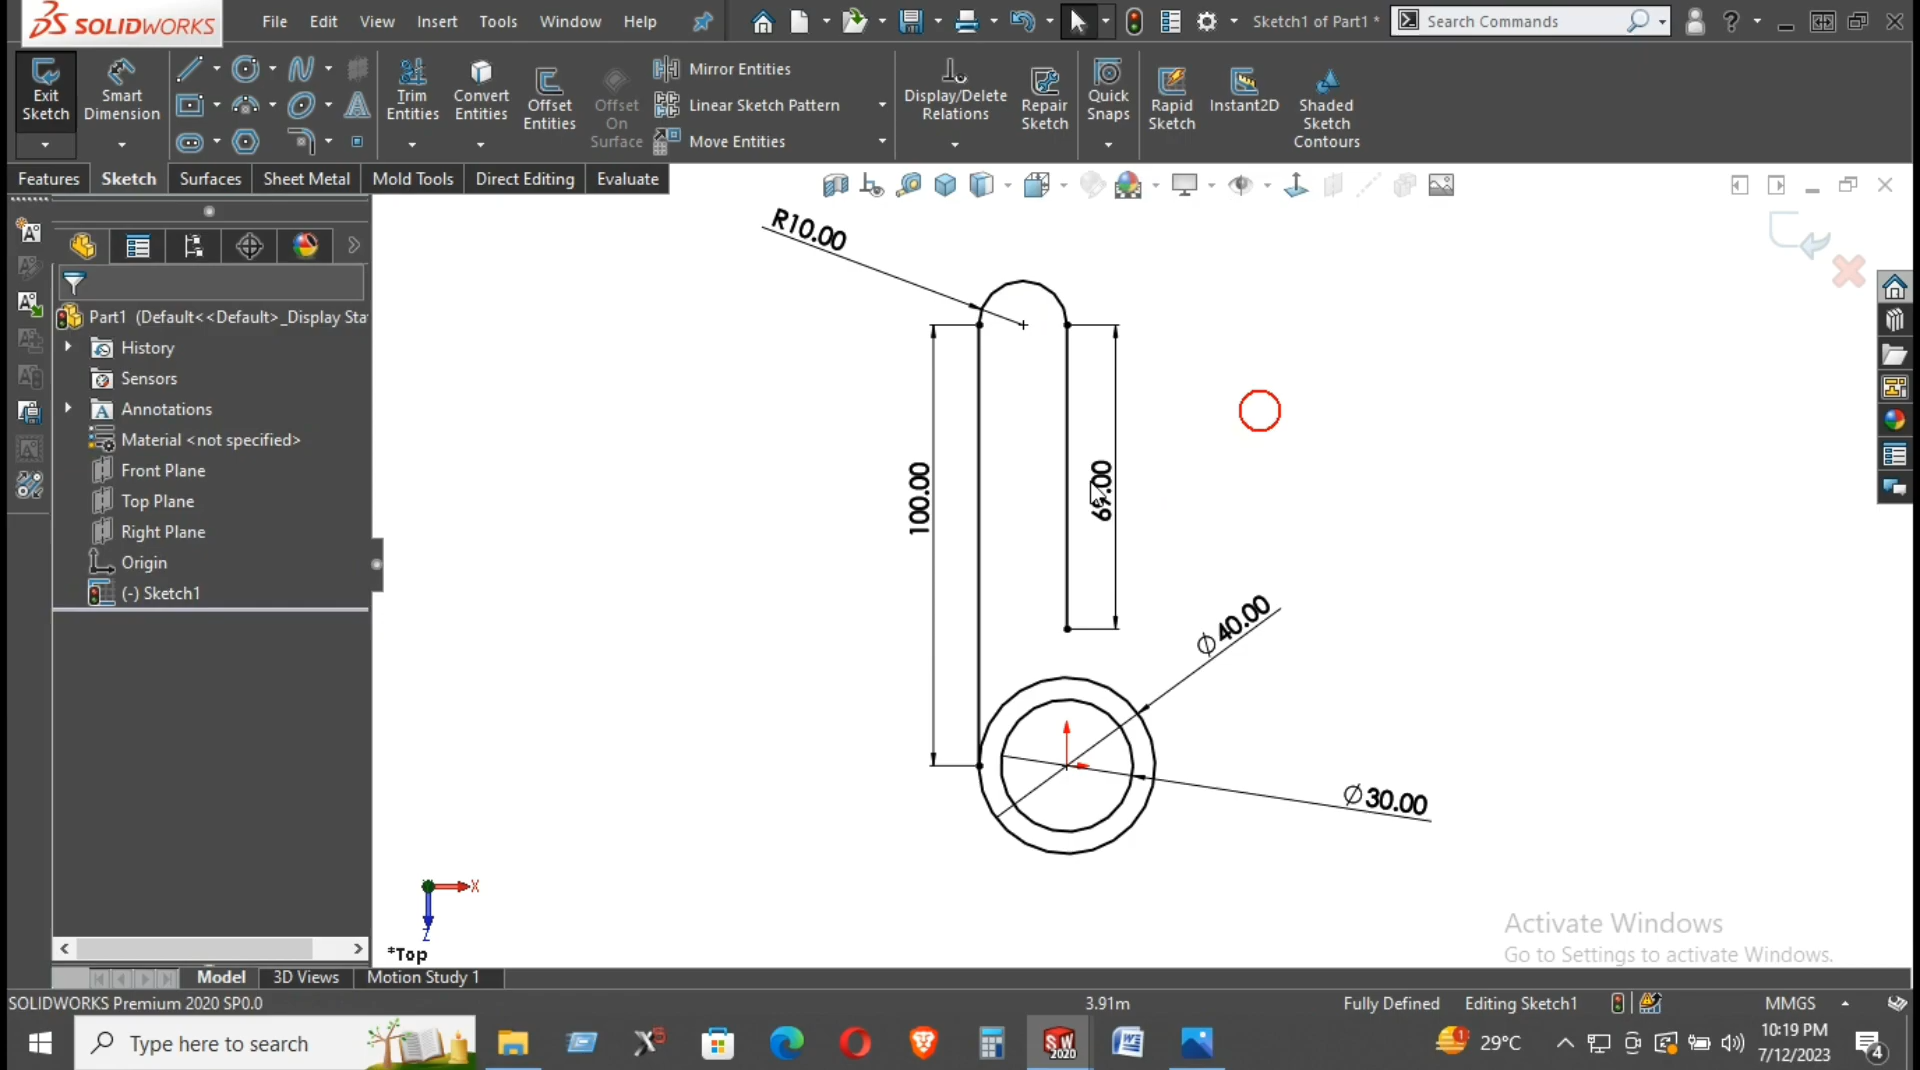 SOLIDWORKS
File Edit View Insert Tools Window Help
Sketch1 of Part1 *
Search Commands
Exit Sketch
Smart Dimension
Trim Entities
Convert Entities
Offset Entities
Offset On Surface
Mirror Entities
Linear Sketch Pattern
Move Entities
Display/Delete Relations
Repair Sketch
Quick Snaps
Rapid Sketch
Instant2D
Shaded Sketch Contours
Features Sketch Surfaces Sheet Metal Mold Tools Direct Editing Evaluate
Part1 (Default<<Default>_Display Sta
History
Sensors
Annotations
Material <not specified>
Front Plane
Top Plane
Right Plane
Origin
(-) Sketch1
R10.00
100.00
∅40.00
∅30.00
X
Z
*Top
Activate Windows
Go to Settings to activate Windows.
Model 3D Views Motion Study 1
SOLIDWORKS Premium 2020 SP0.0
3.91m
Fully Defined
Editing Sketch1
MMGS
Type here to search
SW
2020
29°C
10:19 PM
7/12/2023
4